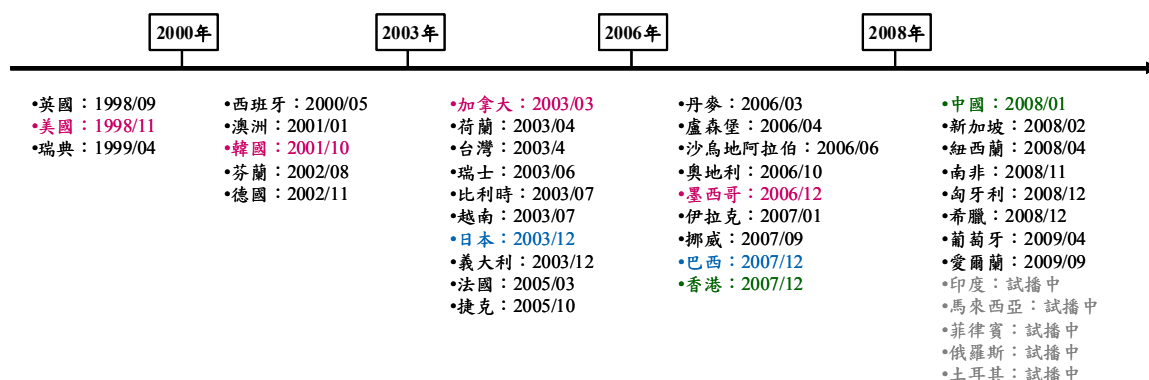 2000年
2003年
2006年
2008年
•英國：1998/09
•美國：1998/11
•瑞典：1999/04
•西班牙：2000/05
•澳洲：2001/01
•韓國：2001/10
•芬蘭：2002/08
•德國：2002/11
•加拿大：2003/03
•荷蘭：2003/04
•台灣：2003/4
•瑞士：2003/06
•比利時：2003/07
•越南：2003/07
•日本：2003/12
•義大利：2003/12
•法國：2005/03
•捷克：2005/10
•丹麥：2006/03
•盧森堡：2006/04
•沙烏地阿拉伯：2006/06
•奧地利：2006/10
•墨西哥：2006/12
•伊拉克：2007/01
•挪威：2007/09
•巴西：2007/12
•香港：2007/12
•中國：2008/01
•新加坡：2008/02
•紐西蘭：2008/04
•南非：2008/11
•匈牙利：2008/12
•希臘：2008/12
•葡萄牙：2009/04
•愛爾蘭：2009/09
•印度：試播中
•馬來西亞：試播中
•菲律賓：試播中
•俄羅斯：試播中
•土耳其：試播中